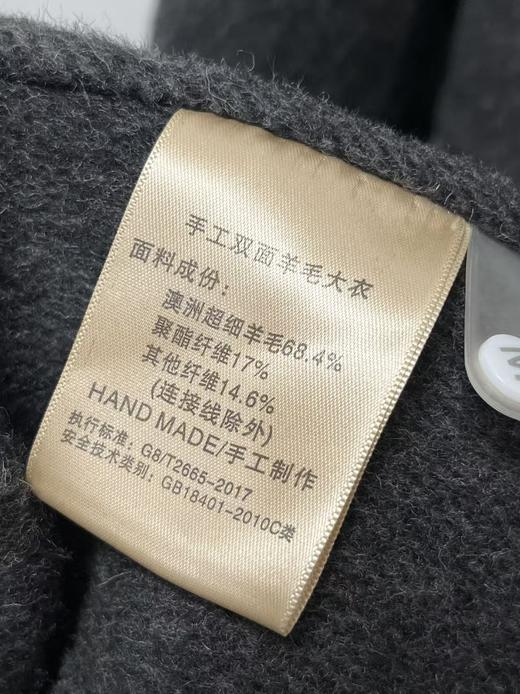 手工双面羊毛大衣
面料成份：
澳洲超细羊毛68.4%
聚酯纤维17%
其他纤维14.6%
(连接线除外)
HAND MADE/手工制作
执行标准：G8/T2665-2017
安全技术类别：GB18401-2010C类